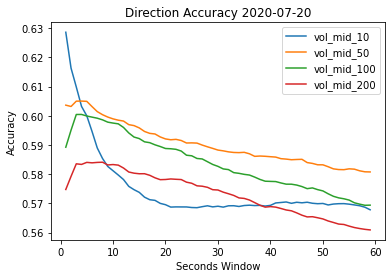 Direction Accuracy 2020-07-20
vol_mid_10
vol_mid_50
vol_mid_100
vol_mid_200
Accuracy
0.63
0.62
0.61
0.60
0.59
0.58
0.57
0.56
0 10 20 30 40 50 60
Seconds Window